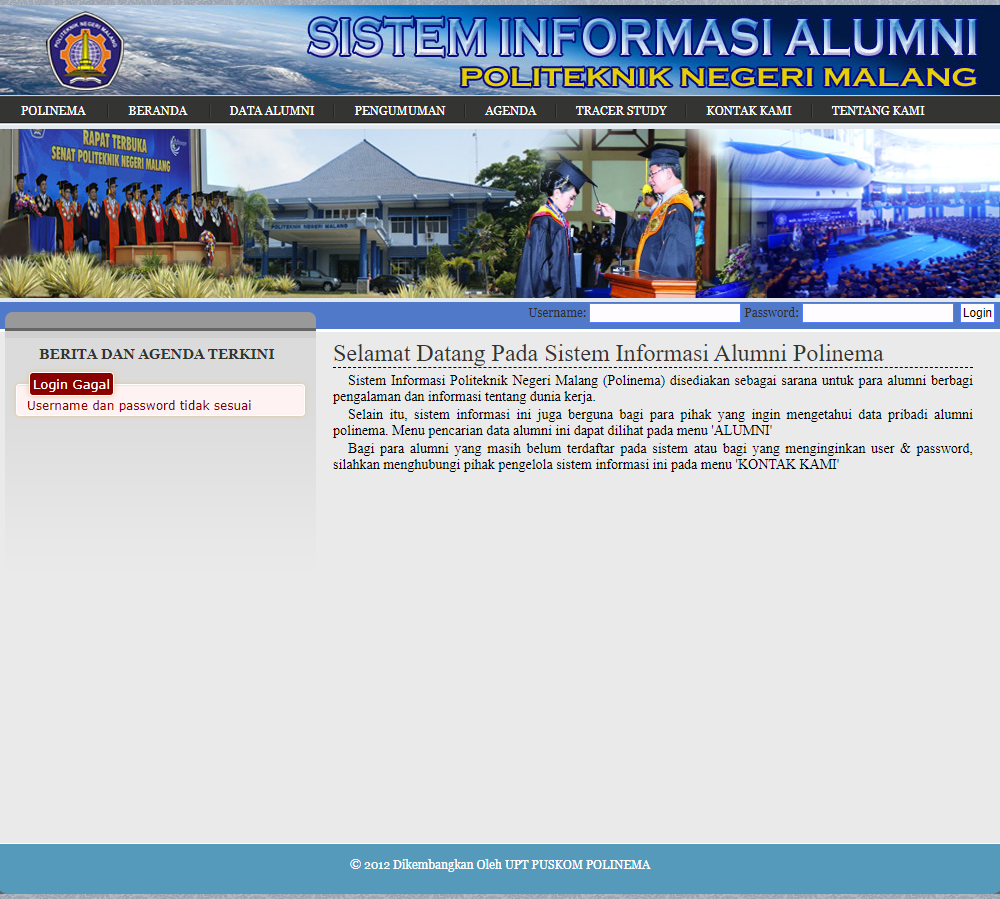 POLITEKNIK NEGERI MALANG
SISTEM INFORMASI ALUMNI
POLITEKNIK NEGERI MALANG
POLINEMA BERANDA DATA ALUMNI PENGUMUMAN AGENDA TRACER STUDY KONTAK KAMI TENTANG KAMI
RAPAT TERBUKA
SENAT POLITEKNIK NEGERI MALANG
POLITEKNIK NEGERI MALANG
Username: Password: Login
BERITA DAN AGENDA TERKINI
Login Gagal
Username dan password tidak sesuai
Selamat Datang Pada Sistem Informasi Alumni Polinema
Sistem Informasi Politeknik Negeri Malang (Polinema) disediakan sebagai sarana untuk para alumni berbagi
pengalaman dan informasi tentang dunia kerja.
Selain itu, sistem informasi ini juga berguna bagi para pihak yang ingin mengetahui data pribadi alumni
polinema. Menu pencarian data alumni ini dapat dilihat pada menu 'ALUMNI'
Bagi para alumni yang masih belum terdaftar pada sistem atau bagi yang menginginkan user & password,
silahkan menghubungi pihak pengelola sistem informasi ini pada menu 'KONTAK KAMI'
© 2012 Dikembangkan Oleh UPT PUSKOM POLINEMA